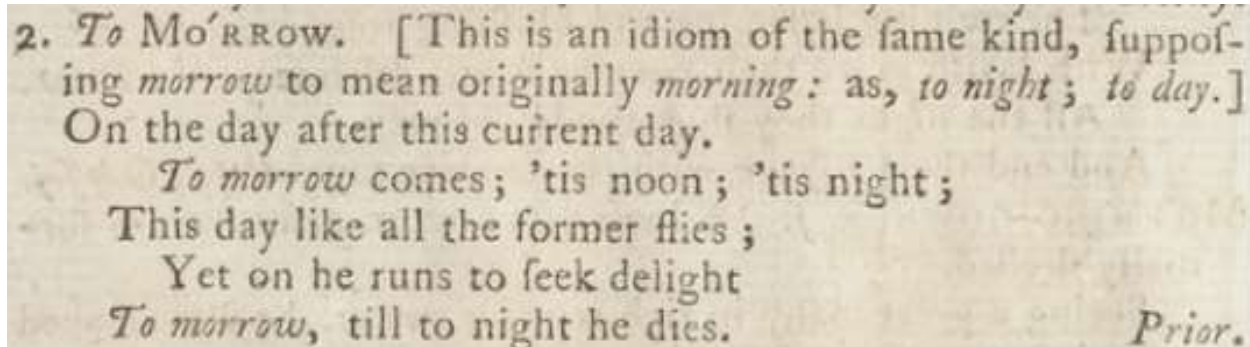 2. To Mo′rrow. [This is an idiom of the ſame kind, ſuppoſ-
ing morrow to mean originally morning: as, to night; to day.]
On the day after this current day.
To morrow comes; ’tis noon; ’tis night;
This day like all the former flies;
Yet on he runs to ſeek delight
To morrow, till to night he dies. Prior.